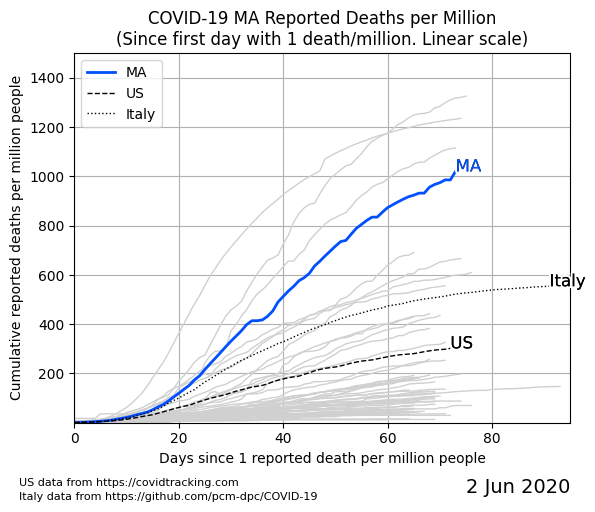 COVID-19 MA Reported Deaths per Million
(Since first day with 1 death/million. Linear scale)
Cumulative reported deaths per million people
1400
1200
1000
800
600
400
200
MA
US
Italy
MA
Italy
US
0
20
40
60
80
Days since 1 reported death per million people
US data from https://covidtracking.com
Italy data from https://github.com/pcm-dpc/COVID-19
2 Jun 2020